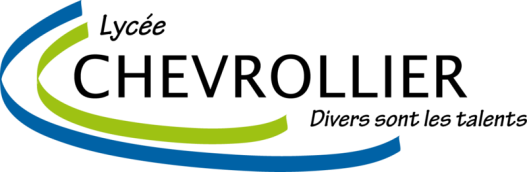 Lycée
CHEVROLLIER
Divers sont les talents